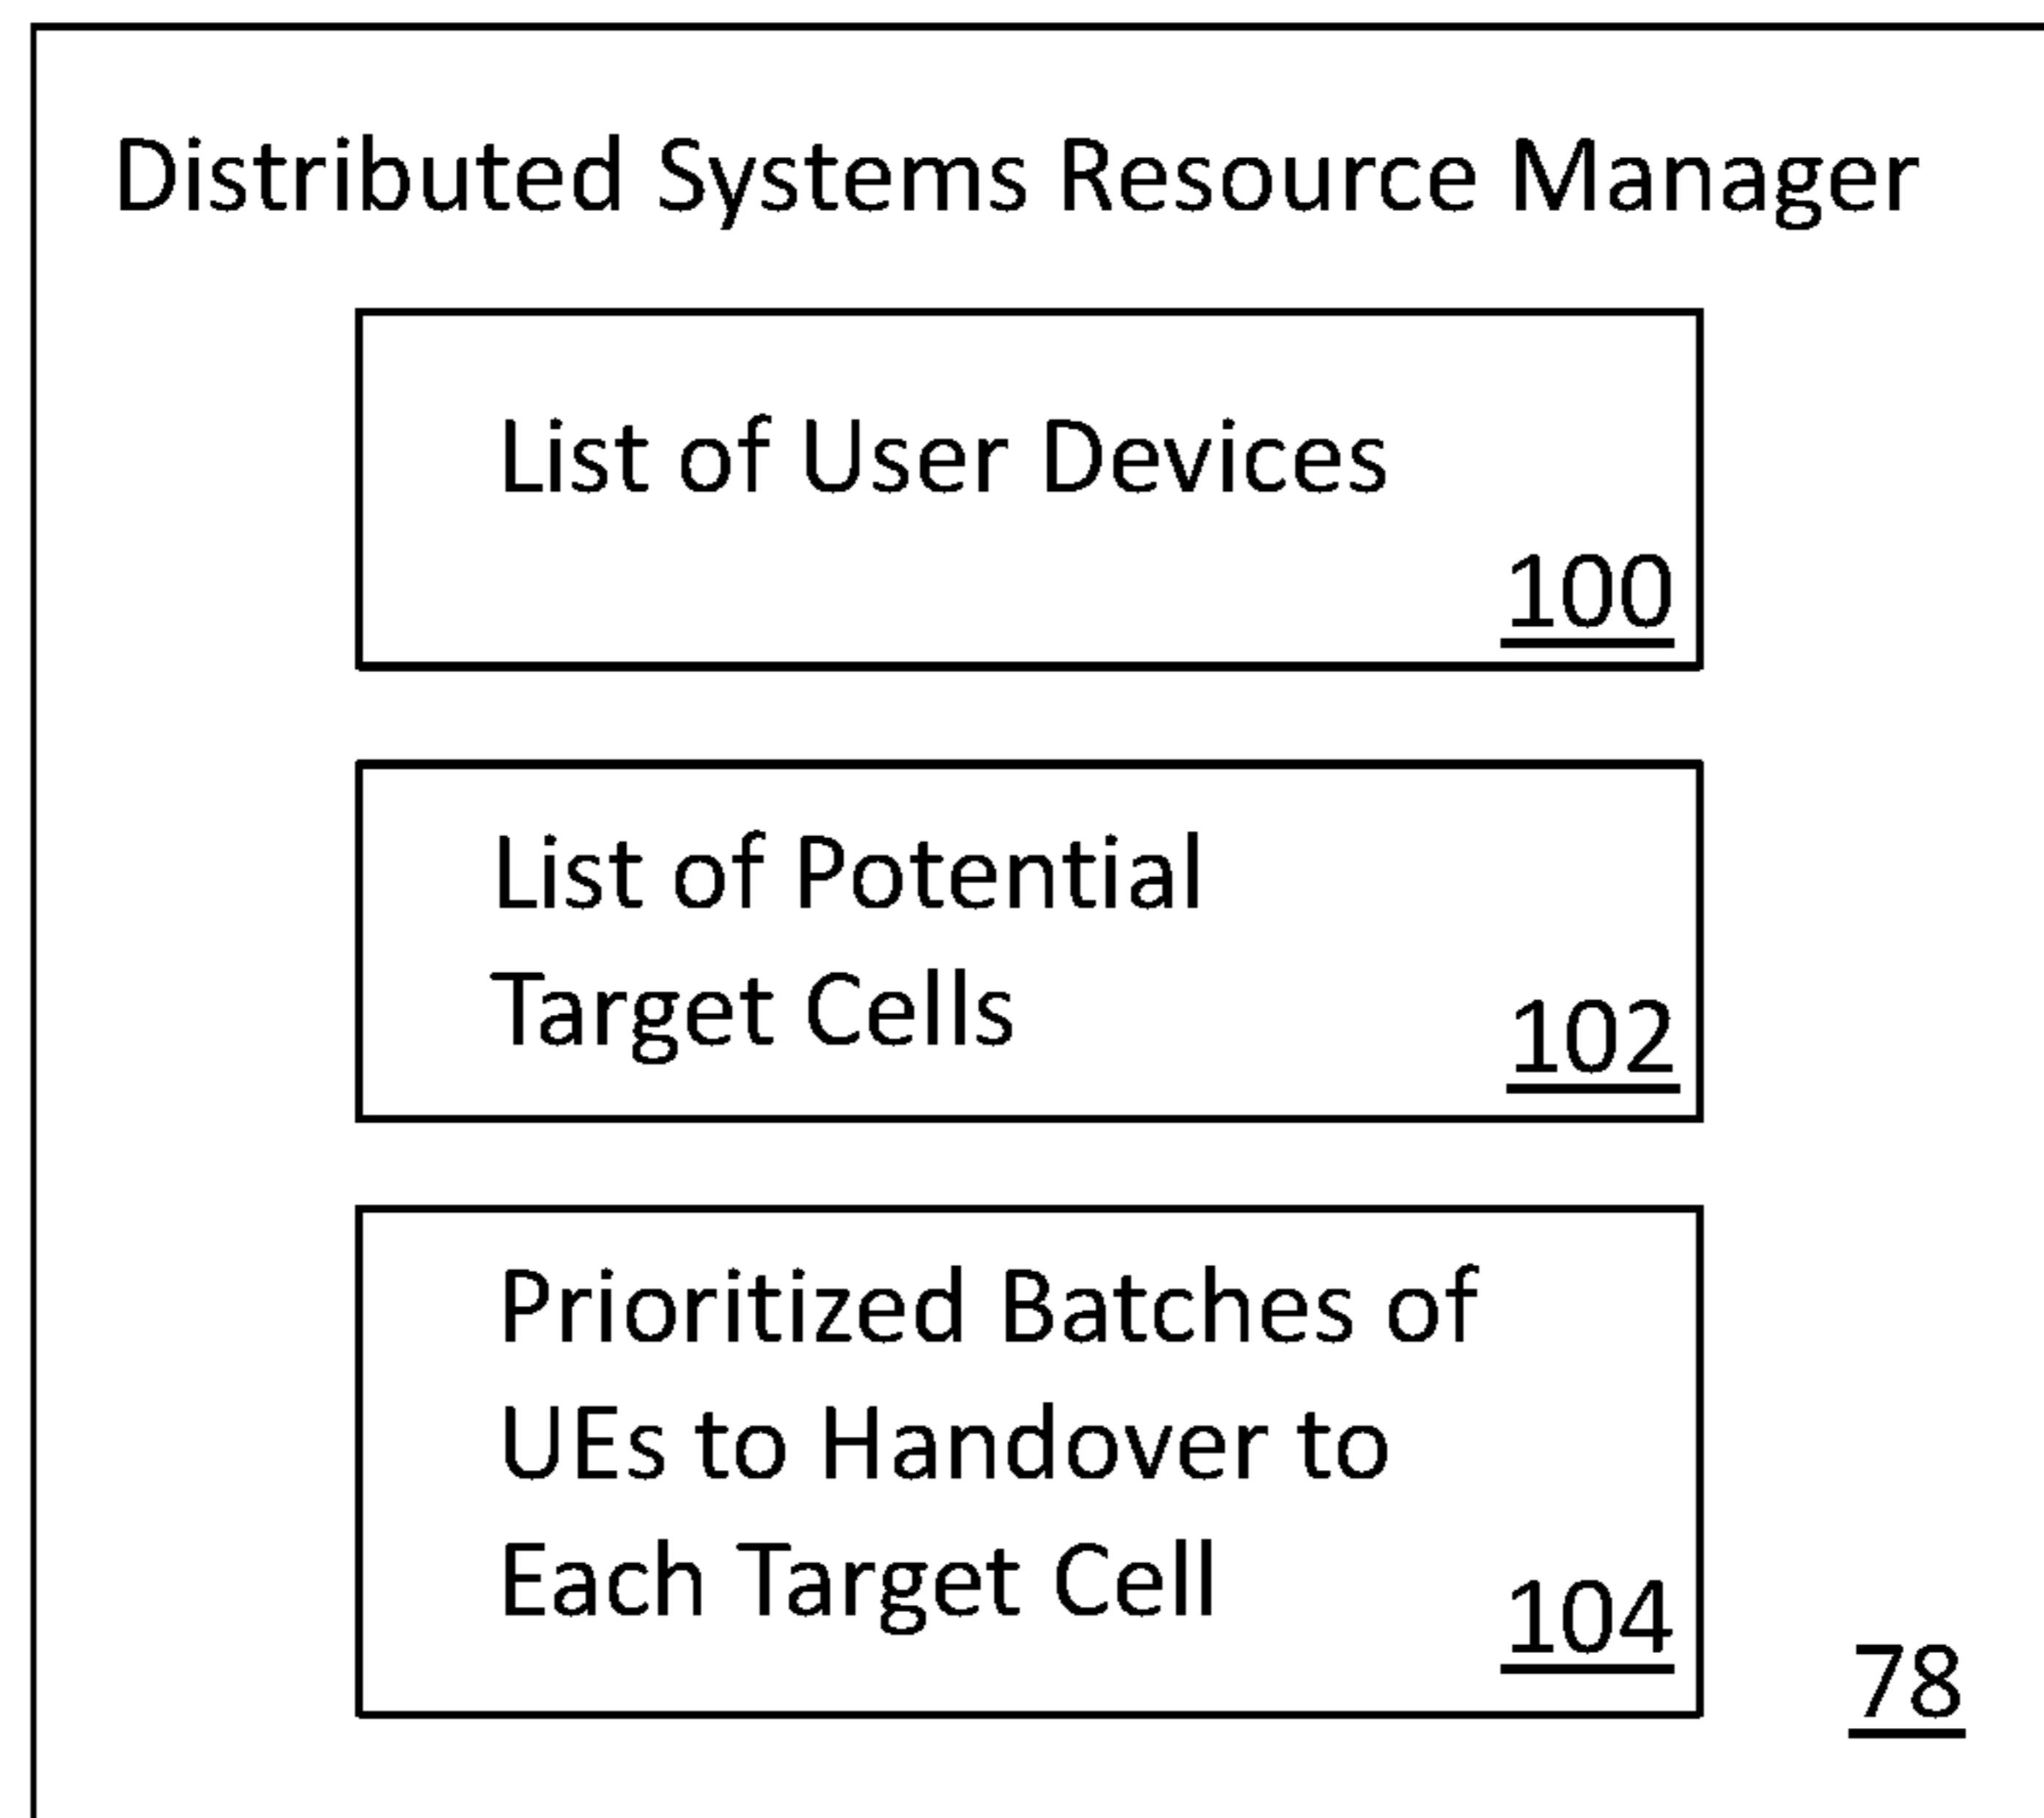 Distributed Systems Resource Manager
List of User Devices
100
List of Potential
Target Cells
102
Prioritized Batches of
UEs to Handover to
Each Target Cell
104
78